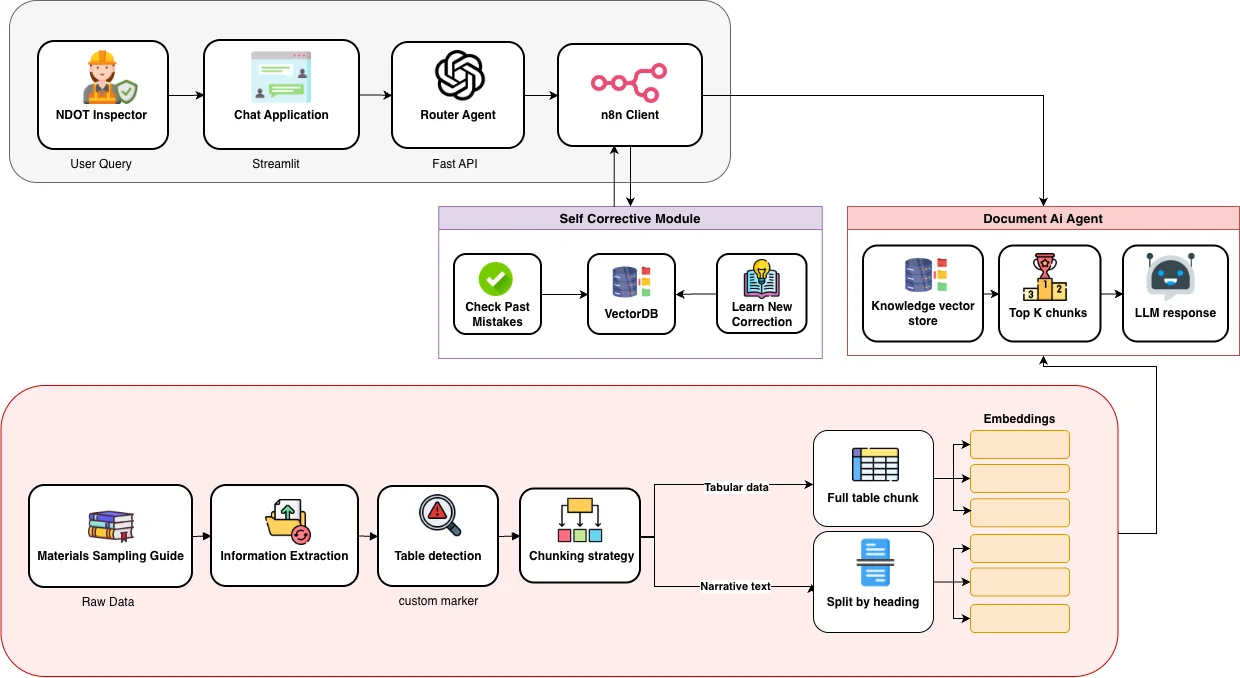 NDOT Inspector
Chat Application
Router Agent
n8n Client
User Query
Streamlit
Fast API
Self Corrective Module
Check Past
Mistakes
VectorDB
Learn New
Correction
Document Ai Agent
Knowledge vector
store
3 1 2
Top K chunks
LLM response
Embeddings
Tabular data
Full table chunk
Materials Sampling Guide
Information Extraction
Table detection
Chunking strategy
Narrative text
Split by heading
Raw Data
custom marker